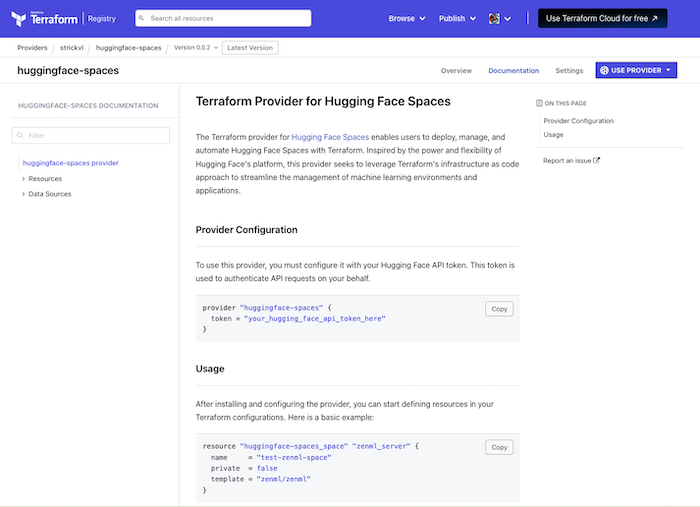 HashiCorp
Terraform
Registry
Search all resources
Browse
Publish
Use Terraform Cloud for free ↗
Providers / strickvl / huggingface-spaces / Version 0.0.2
Latest Version
huggingface-spaces
Overview
Documentation
Settings
USE PROVIDER
HUGGINGFACE-SPACES DOCUMENTATION
Filter
huggingface-spaces provider
> Resources
> Data Sources
Terraform Provider for Hugging Face Spaces
The Terraform provider for Hugging Face Spaces enables users to deploy, manage, and
automate Hugging Face Spaces with Terraform. Inspired by the power and flexibility of
Hugging Face's platform, this provider seeks to leverage Terraform's infrastructure as code
approach to streamline the management of machine learning environments and
applications.
Provider Configuration
To use this provider, you must configure it with your Hugging Face API token. This token is
used to authenticate API requests on your behalf.
provider "huggingface-spaces" {
  token = "your_hugging_face_api_token_here"
}
Copy
Usage
After installing and configuring the provider, you can start defining resources in your
Terraform configurations. Here is a basic example:
resource "huggingface-spaces_space" "zenml_server" {
  name     = "test-zenml-space"
  private  = false
  template = "zenml/zenml"
}
Copy
ON THIS PAGE
Provider Configuration
Usage
Report an issue